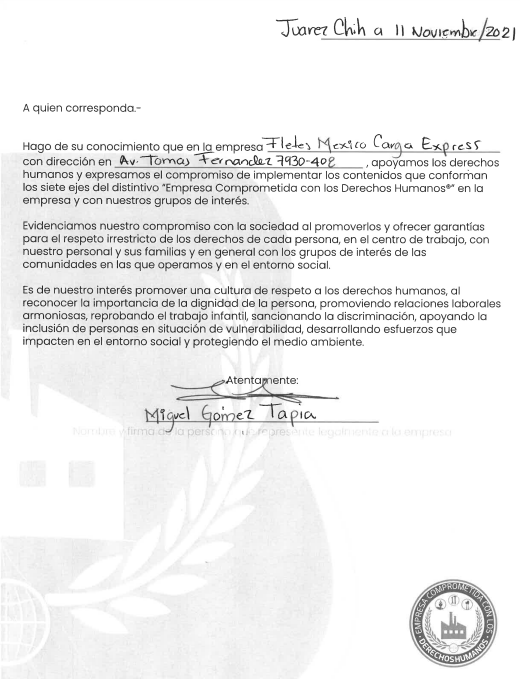 Juarez Chih a 11 Noviembre/2021
A quien corresponda.-
Hago de su conocimiento que en la empresa Fletes Mexico Carga Express
con dirección en Av. Tomas Fernandez 7930-402, apoyamos los derechos
humanos y expresamos el compromiso de implementar los contenidos que conforman
los siete ejes del distintivo "Empresa Comprometida con los Derechos Humanos®" en la
empresa y con nuestros grupos de interés.
Evidenciamos nuestro compromiso con la sociedad al promoverlos y ofrecer garantías
para el respeto irrestricto de los derechos de cada persona, en el centro de trabajo, con
nuestro personal y sus familias y en general con los grupos de interés de las
comunidades en las que operamos y en el entorno social.
Es de nuestro interés promover una cultura de respeto a los derechos humanos, al
reconocer la importancia de la dignidad de la persona, promoviendo relaciones laborales
armoniosas, reprobando el trabajo infantil, sancionando la discriminación, apoyando la
inclusión de personas en situación de vulnerabilidad, desarrollando esfuerzos que
impacten en el entorno social y protegiendo el medio ambiente.
Atentamente:
Miguel Gómez Tapia
Nombre y firma de la persona que represente legalmente a la empresa
EMPRESA COMPROMETIDA CON LOS
DERECHOS HUMANOS